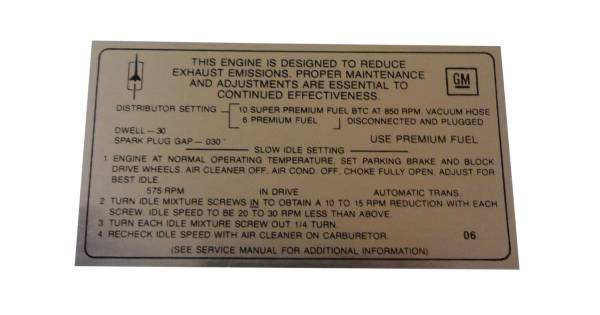 THIS ENGINE IS DESIGNED TO REDUCE
EXHAUST EMISSIONS. PROPER MAINTENANCE
AND ADJUSTMENTS ARE ESSENTIAL TO
CONTINUED EFFECTIVENESS.
GM
DISTRIBUTOR SETTING 10 SUPER PREMIUM FUEL BTC AT 850 RPM. VACUUM HOSE
6 PREMIUM FUEL DISCONNECTED AND PLUGGED
DWELL—30
SPARK PLUG GAP—.030" USE PREMIUM FUEL
SLOW IDLE SETTING
1 ENGINE AT NORMAL OPERATING TEMPERATURE, SET PARKING BRAKE AND BLOCK
DRIVE WHEELS. AIR CLEANER OFF, AIR COND. OFF, CHOKE FULLY OPEN, ADJUST FOR
BEST IDLE.
575 RPM IN DRIVE AUTOMATIC TRANS.
2 TURN IDLE MIXTURE SCREWS IN TO OBTAIN A 10 TO 15 RPM REDUCTION WITH EACH
SCREW. IDLE SPEED TO BE 20 TO 30 RPM LESS THAN ABOVE.
3 TURN EACH IDLE MIXTURE SCREW OUT 1/4 TURN.
4 RECHECK IDLE SPEED WITH AIR CLEANER ON CARBURETOR. 06
(SEE SERVICE MANUAL FOR ADDITIONAL INFORMATION)